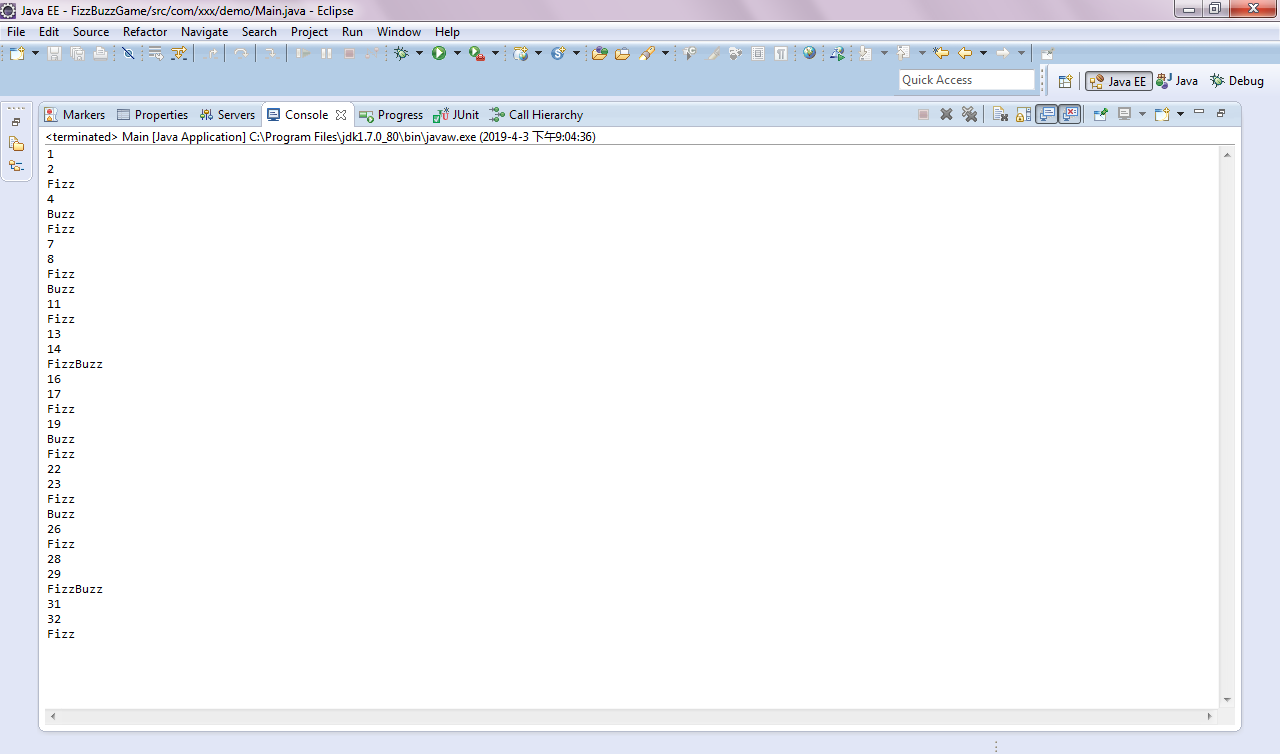 Java EE - FizzBuzzGame/src/com/xxx/demo/Main.java - Eclipse
File Edit Source Refactor Navigate Search Project Run Window Help
Quick Access
Java EE Java Debug
Markers Properties Servers Console Progress JUnit Call Hierarchy
<terminated> Main [Java Application] C:\Program Files\jdk1.7.0_80\bin\javaw.exe (2019-4-3 下午9:04:36)
1
2
Fizz
4
Buzz
Fizz
7
8
Fizz
Buzz
11
Fizz
13
14
FizzBuzz
16
17
Fizz
19
Buzz
Fizz
22
23
Fizz
Buzz
26
Fizz
28
29
FizzBuzz
31
32
Fizz